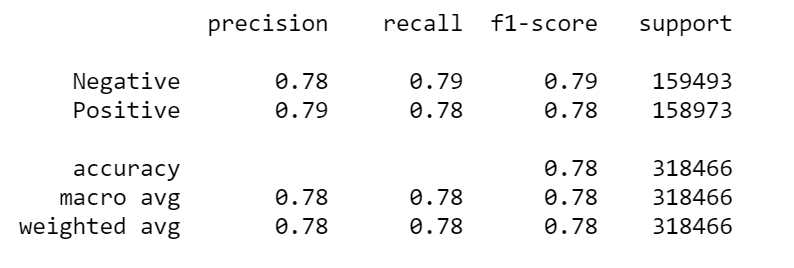 precision recall f1-score support
Negative 0.78 0.79 0.79 159493
Positive 0.79 0.78 0.78 158973
accuracy 0.78 318466
macro avg 0.78 0.78 0.78 318466
weighted avg 0.78 0.78 0.78 318466